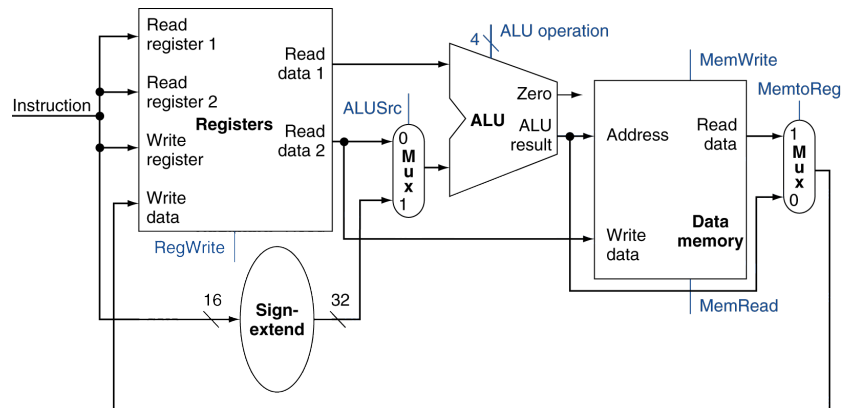 Instruction
Read
register 1
Read
register 2
Write
register
Write
data
Registers
Read
data 1
Read
data 2
RegWrite
16
Sign-
extend
32
ALUSrc
0
M
u
x
1
4
ALU operation
ALU
Zero
ALU
result
MemWrite
Address
Read
data
Write
data
Data
memory
MemRead
MemtoReg
1
M
u
x
0